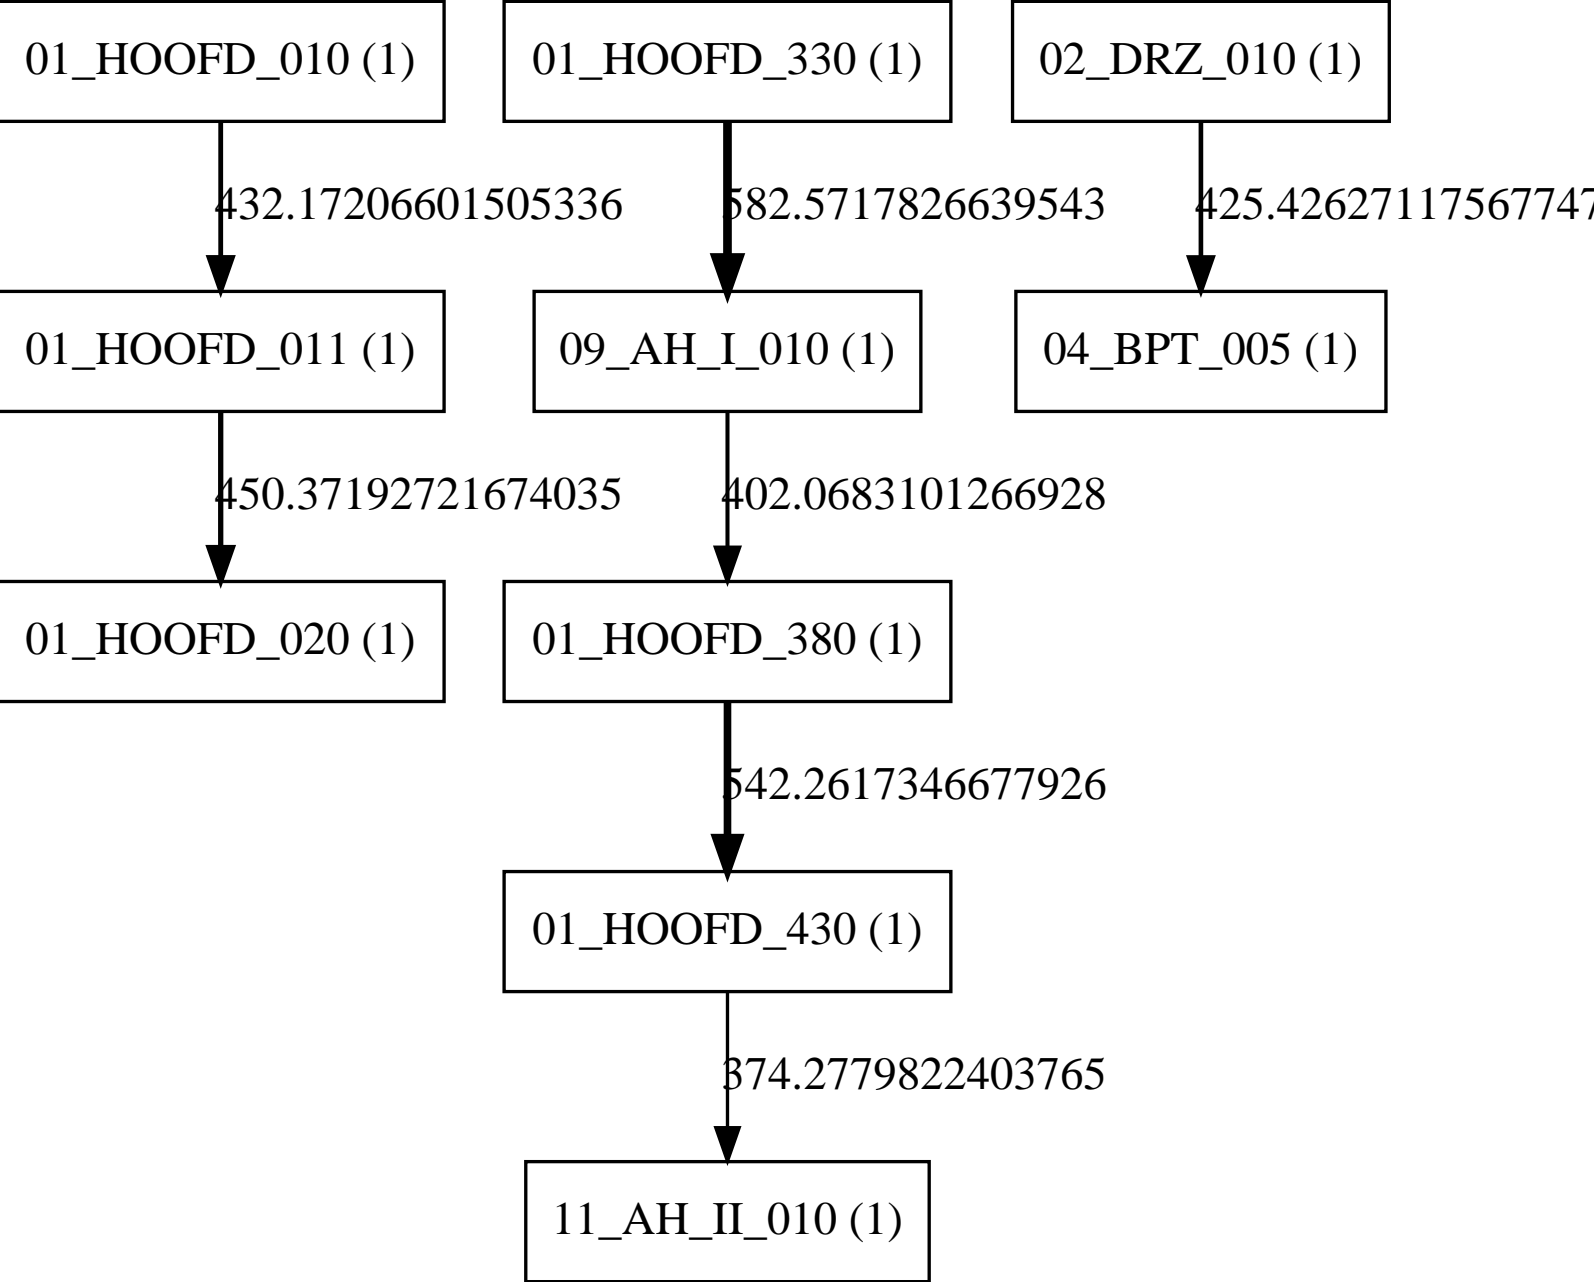 01_HOOFD_010 (1)
01_HOOFD_330 (1)
02_DRZ_010 (1)
432.17206601505336
582.5717826639543
425.42627117567747
01_HOOFD_011 (1)
09_AH_I_010 (1)
04_BPT_005 (1)
450.37192721674035
402.0683101266928
01_HOOFD_020 (1)
01_HOOFD_380 (1)
542.2617346677926
01_HOOFD_430 (1)
374.2779822403765
11_AH_II_010 (1)